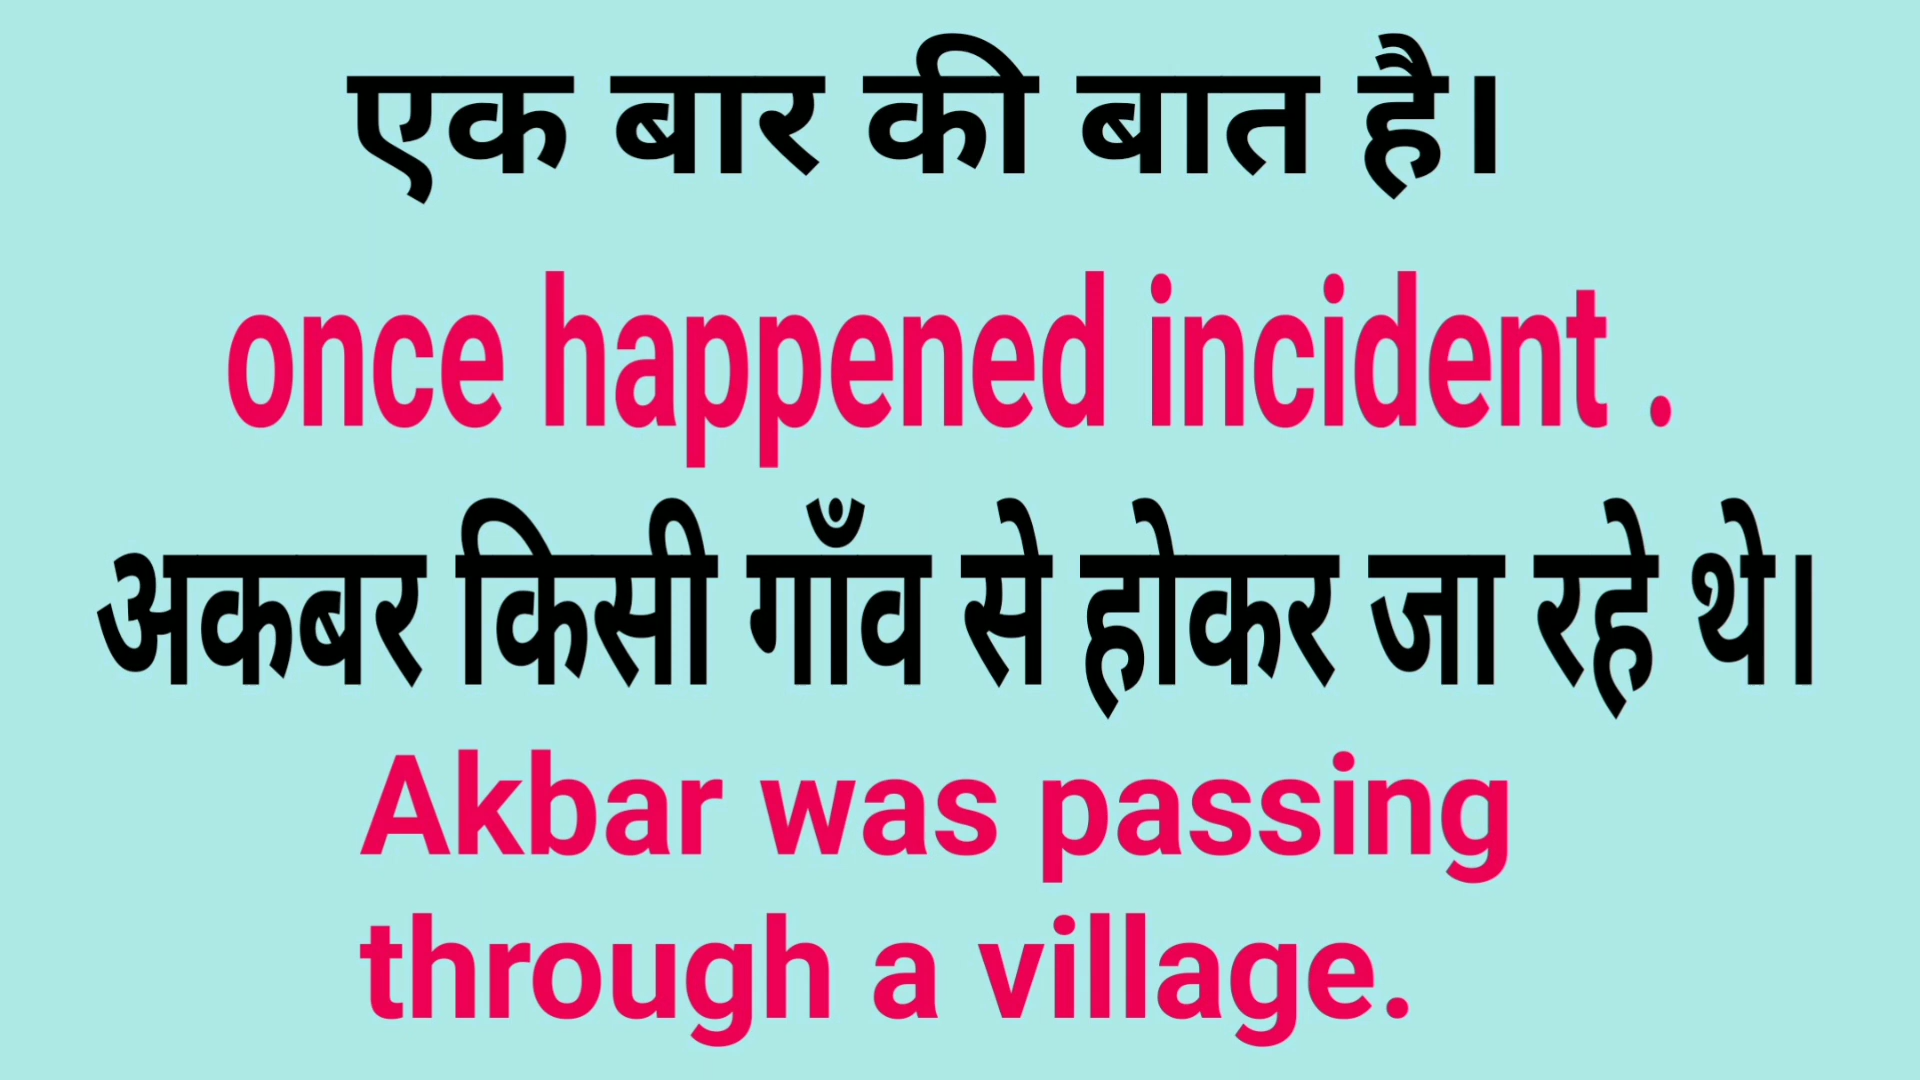 एक बार की बात है।
once happened incident .
अकबर किसी गाँव से होकर जा रहे थे।
Akbar was passing
through a village.